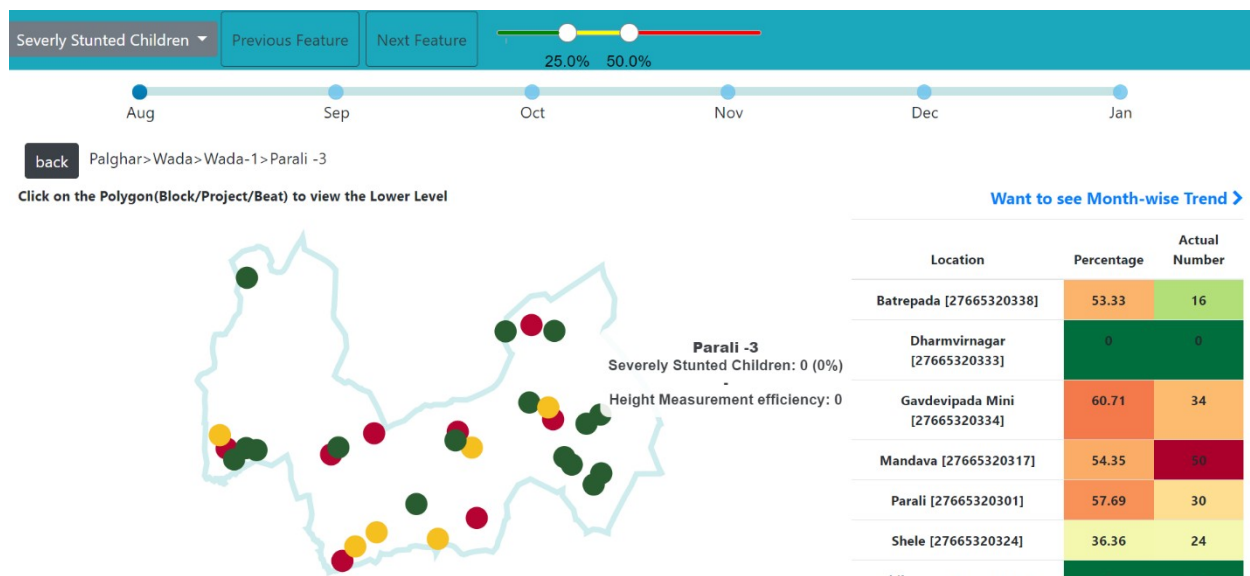 Severly Stunted Children
Previous Feature
Next Feature
25.0% 50.0%
Aug Sep Oct Nov Dec Jan
back Palghar>Wada>Wada-1>Parali -3
Click on the Polygon(Block/Project/Beat) to view the Lower Level
Want to see Month-wise Trend
Parali -3
Severely Stunted Children: 0 (0%)
-
Height Measurement efficiency: 0
Location Percentage Actual Number
Batrepada [27665320338] 53.33 16
Dharmvirnagar [27665320333] 0 0
Gavdevipada Mini [27665320334] 60.71 34
Mandava [27665320317] 54.35 50
Parali [27665320301] 57.69 30
Shele [27665320324] 36.36 24